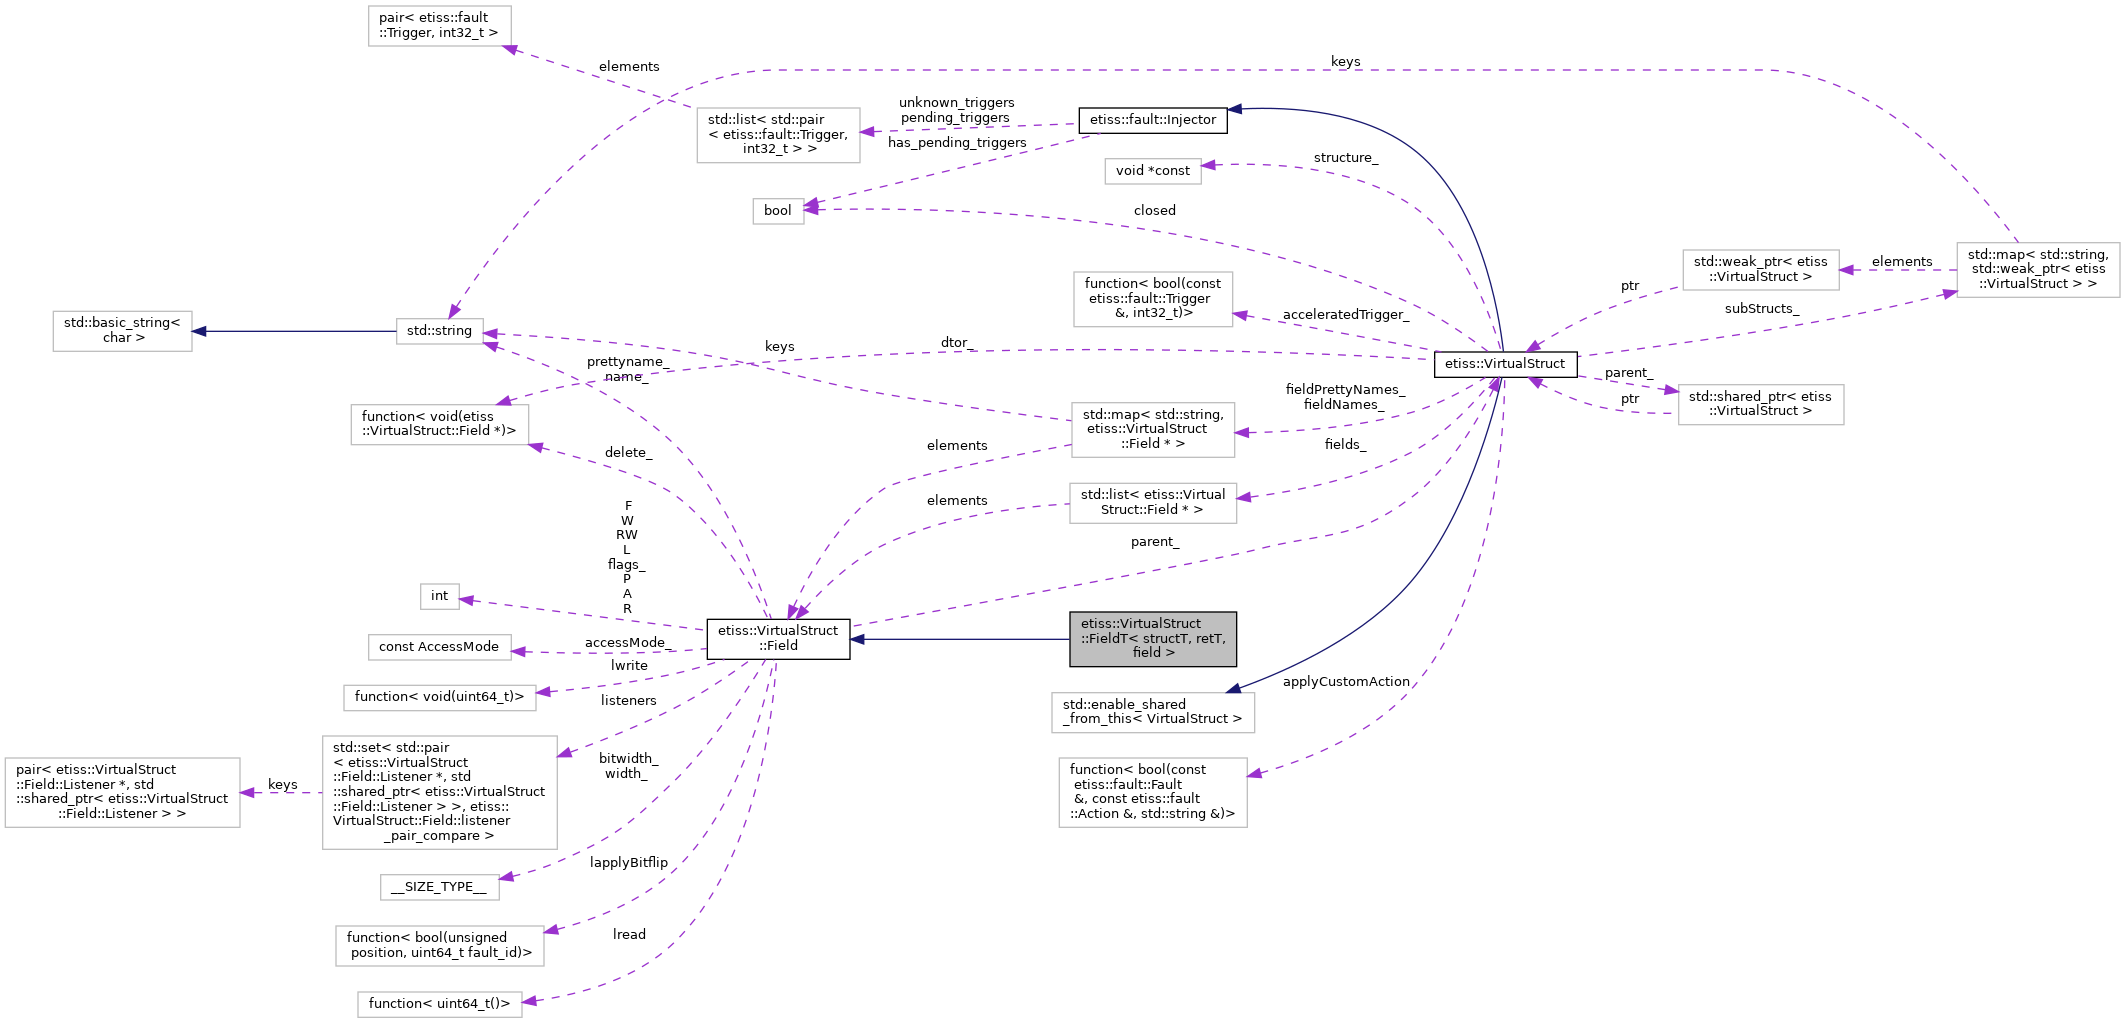 pair< etiss::fault
::Trigger, int32_t >
elements
keys
std::list< std::pair
< etiss::fault::Trigger,
int32_t > >
unknown_triggers
pending_triggers
has_pending_triggers
etiss::fault::Injector
void *const
structure_
bool
closed
function< bool(const
etiss::fault::Trigger
&, int32_t)>
acceleratedTrigger_
std::weak_ptr< etiss
::VirtualStruct >
elements
std::map< std::string,
std::weak_ptr< etiss
::VirtualStruct > >
ptr
subStructs_
std::basic_string<
char >
std::string
prettyname_
name_
keys
dtor_
etiss::VirtualStruct
parent_
ptr
std::shared_ptr< etiss
::VirtualStruct >
function< void(etiss
::VirtualStruct::Field *)>
delete_
fieldPrettyNames_
fieldNames_
std::map< std::string,
etiss::VirtualStruct
::Field * >
elements
fields_
std::list< etiss::Virtual
Struct::Field * >
elements
parent_
F
W
RW
L
flags_
P
A
R
int
const AccessMode
accessMode_
etiss::VirtualStruct
::Field
etiss::VirtualStruct
::FieldT< structT, retT,
field >
lwrite
function< void(uint64_t)>
listeners
std::enable_shared
_from_this< VirtualStruct >
applyCustomAction
pair< etiss::VirtualStruct
::Field::Listener *, std
::shared_ptr< etiss::VirtualStruct
::Field::Listener > >
keys
std::set< std::pair
< etiss::VirtualStruct
::Field::Listener *, std
::shared_ptr< etiss::VirtualStruct
::Field::Listener > >, etiss::
VirtualStruct::Field::listener
_pair_compare >
bitwidth_
width_
function< bool(const
etiss::fault::Fault
&, const etiss::fault
::Action &, std::string &)>
__SIZE_TYPE__
lapplyBitflip
function< bool(unsigned
position, uint64_t fault_id)>
lread
function< uint64_t()>